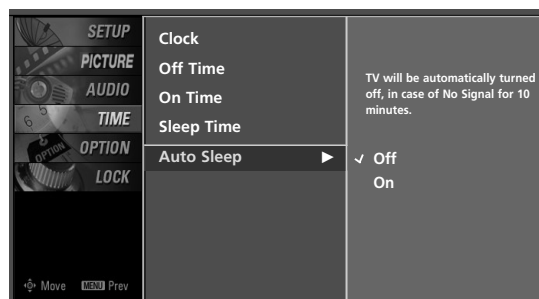 SETUP
PICTURE
AUDIO
TIME
OPTION
LOCK
Move MENU Prev
Clock
Off Time
On Time
Sleep Time
Auto Sleep
TV will be automatically turned
off, in case of No Signal for 10
minutes.
Off
On